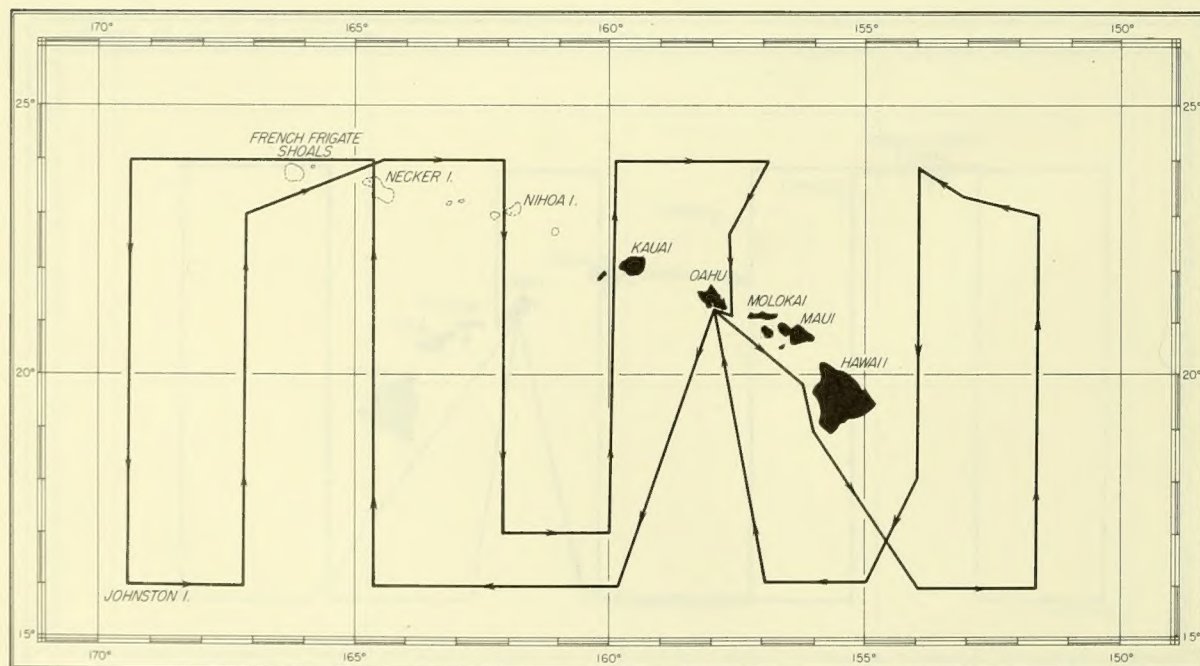 170°
165°
160°
155°
150°
25°
25°
FRENCH FRIGATE
SHOALS
NECKER I.
NIHOA I.
KAUAI
OAHU
MOLOKAI
MAUI
HAWAII
20°
20°
JOHNSTON I.
15°
15°
170°
165°
160°
155°
150°